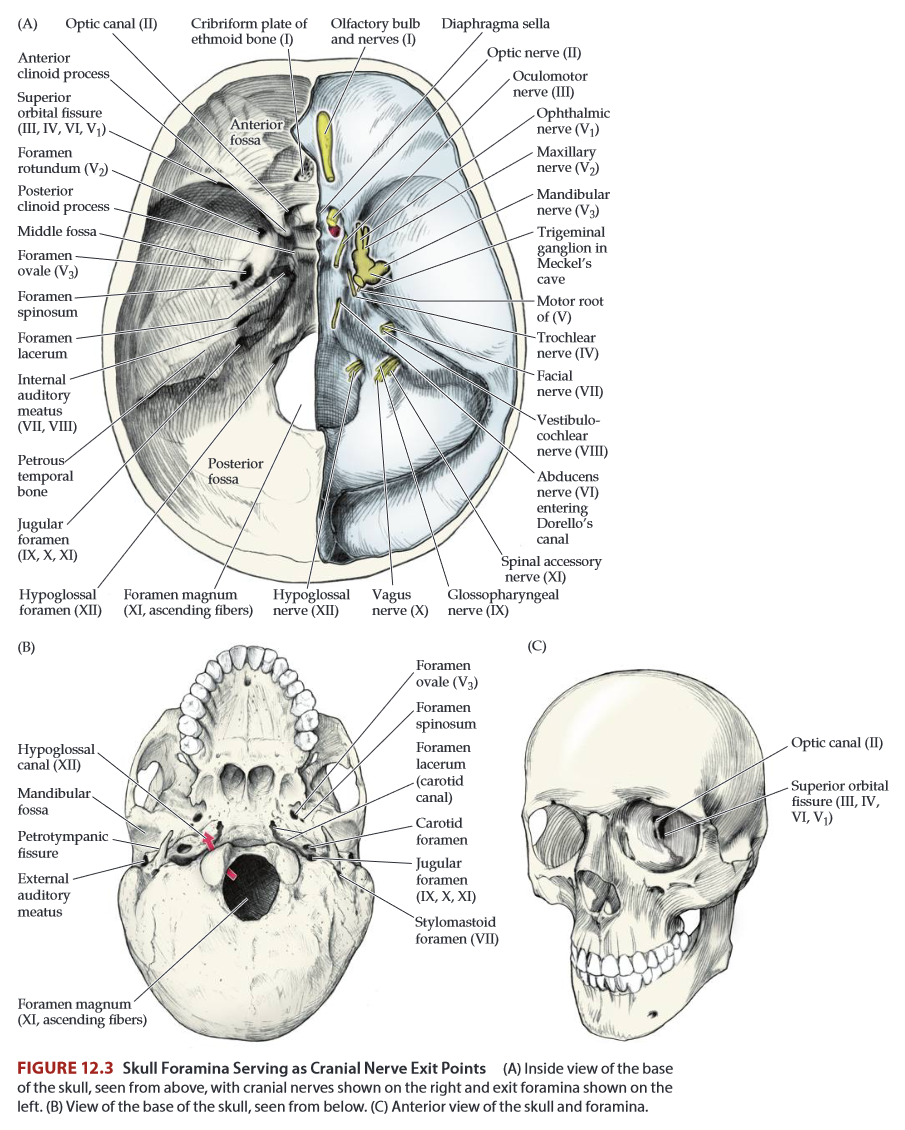 (A)
Optic canal (II)
Cribriform plate of
ethmoid bone (I)
Olfactory bulb
and nerves (I)
Diaphragma sella
Optic nerve (II)
Oculomotor
nerve (III)
Ophthalmic
nerve (V₁)
Maxillary
nerve (V₂)
Mandibular
nerve (V₃)
Trigeminal
ganglion in
Meckel’s
cave
Motor root
of (V)
Trochlear
nerve (IV)
Facial
nerve (VII)
Vestibulo-
cochlear
nerve (VIII)
Abducens
nerve (VI)
entering
Dorello’s
canal
Spinal accessory
nerve (XI)
Anterior
clinoid process
Superior
orbital fissure
(III, IV, VI, V₁)
Foramen
rotundum (V₂)
Posterior
clinoid process
Middle fossa
Foramen
ovale (V₃)
Foramen
spinosum
Foramen
lacerum
Internal
auditory
meatus
(VII, VIII)
Petrous
temporal
bone
Jugular
foramen
(IX, X, XI)
Anterior
fossa
Posterior
fossa
Hypoglossal
foramen (XII)
Foramen magnum
(XI, ascending fibers)
Hypoglossal
nerve (XII)
Vagus
nerve (X)
Glossopharyngeal
nerve (IX)
(B)
Hypoglossal
canal (XII)
Mandibular
fossa
Petrotympanic
fissure
External
auditory
meatus
Foramen magnum
(XI, ascending fibers)
Foramen
ovale (V₃)
Foramen
spinosum
Foramen
lacerum
(carotid
canal)
Carotid
foramen
Jugular
foramen
(IX, X, XI)
Stylomastoid
foramen (VII)
(C)
Optic canal (II)
Superior orbital
fissure (III, IV,
VI, V₁)
FIGURE 12.3 Skull Foramina Serving as Cranial Nerve Exit Points (A) Inside view of the base
of the skull, seen from above, with cranial nerves shown on the right and exit foramina shown on the
left. (B) View of the base of the skull, seen from below. (C) Anterior view of the skull and foramina.